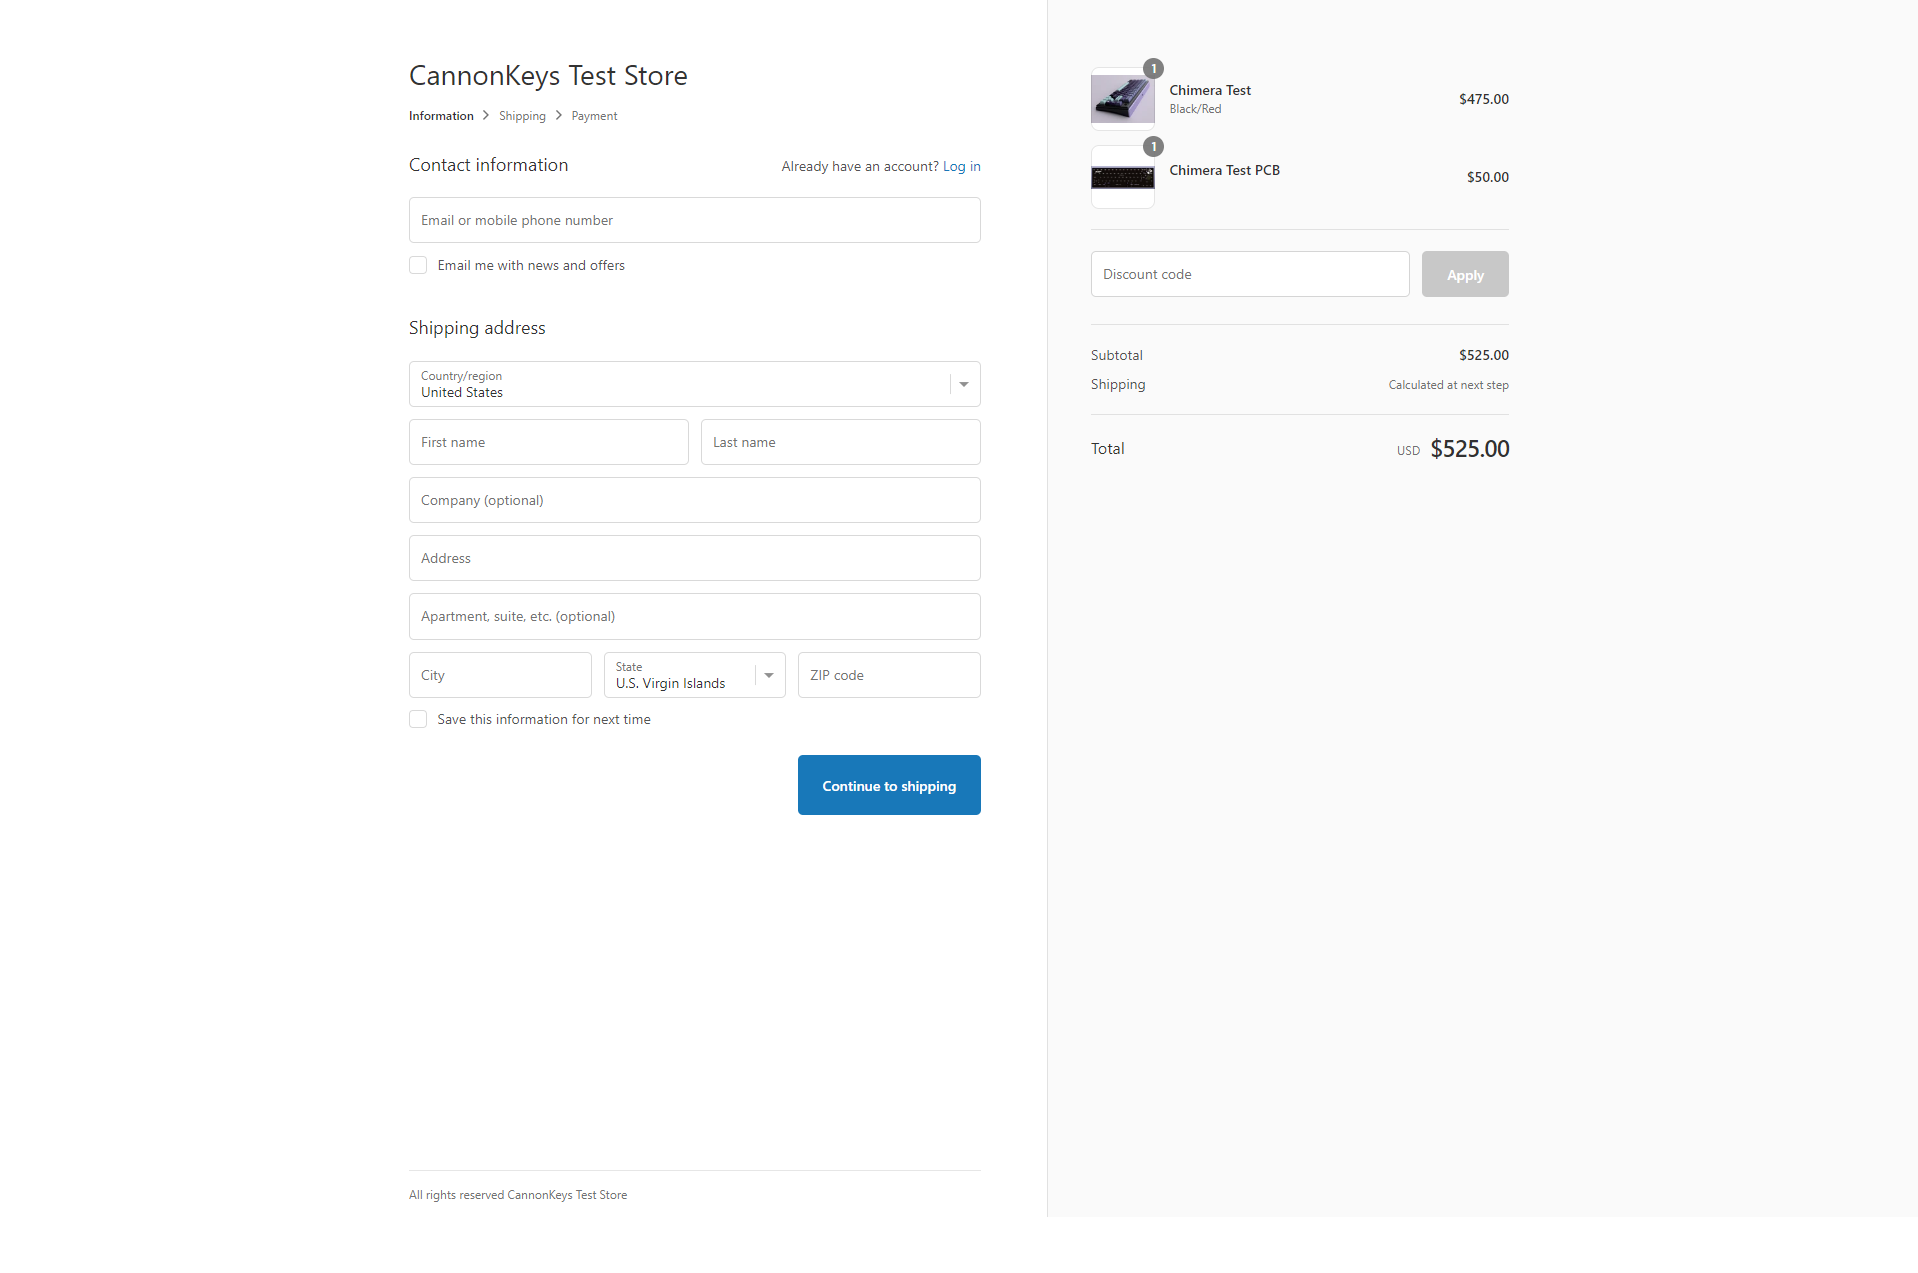 CannonKeys Test Store
Information > Shipping > Payment
Contact information
Already have an account? Log in
Email or mobile phone number
Email me with news and offers
Shipping address
Country/region
United States
First name
Last name
Company (optional)
Address
Apartment, suite, etc. (optional)
City
State
U.S. Virgin Islands
ZIP code
Save this information for next time
Continue to shipping
All rights reserved CannonKeys Test Store
1
Chimera Test
Black/Red
$475.00
1
Chimera Test PCB
$50.00
Discount code
Apply
Subtotal
$525.00
Shipping
Calculated at next step
Total
USD $525.00